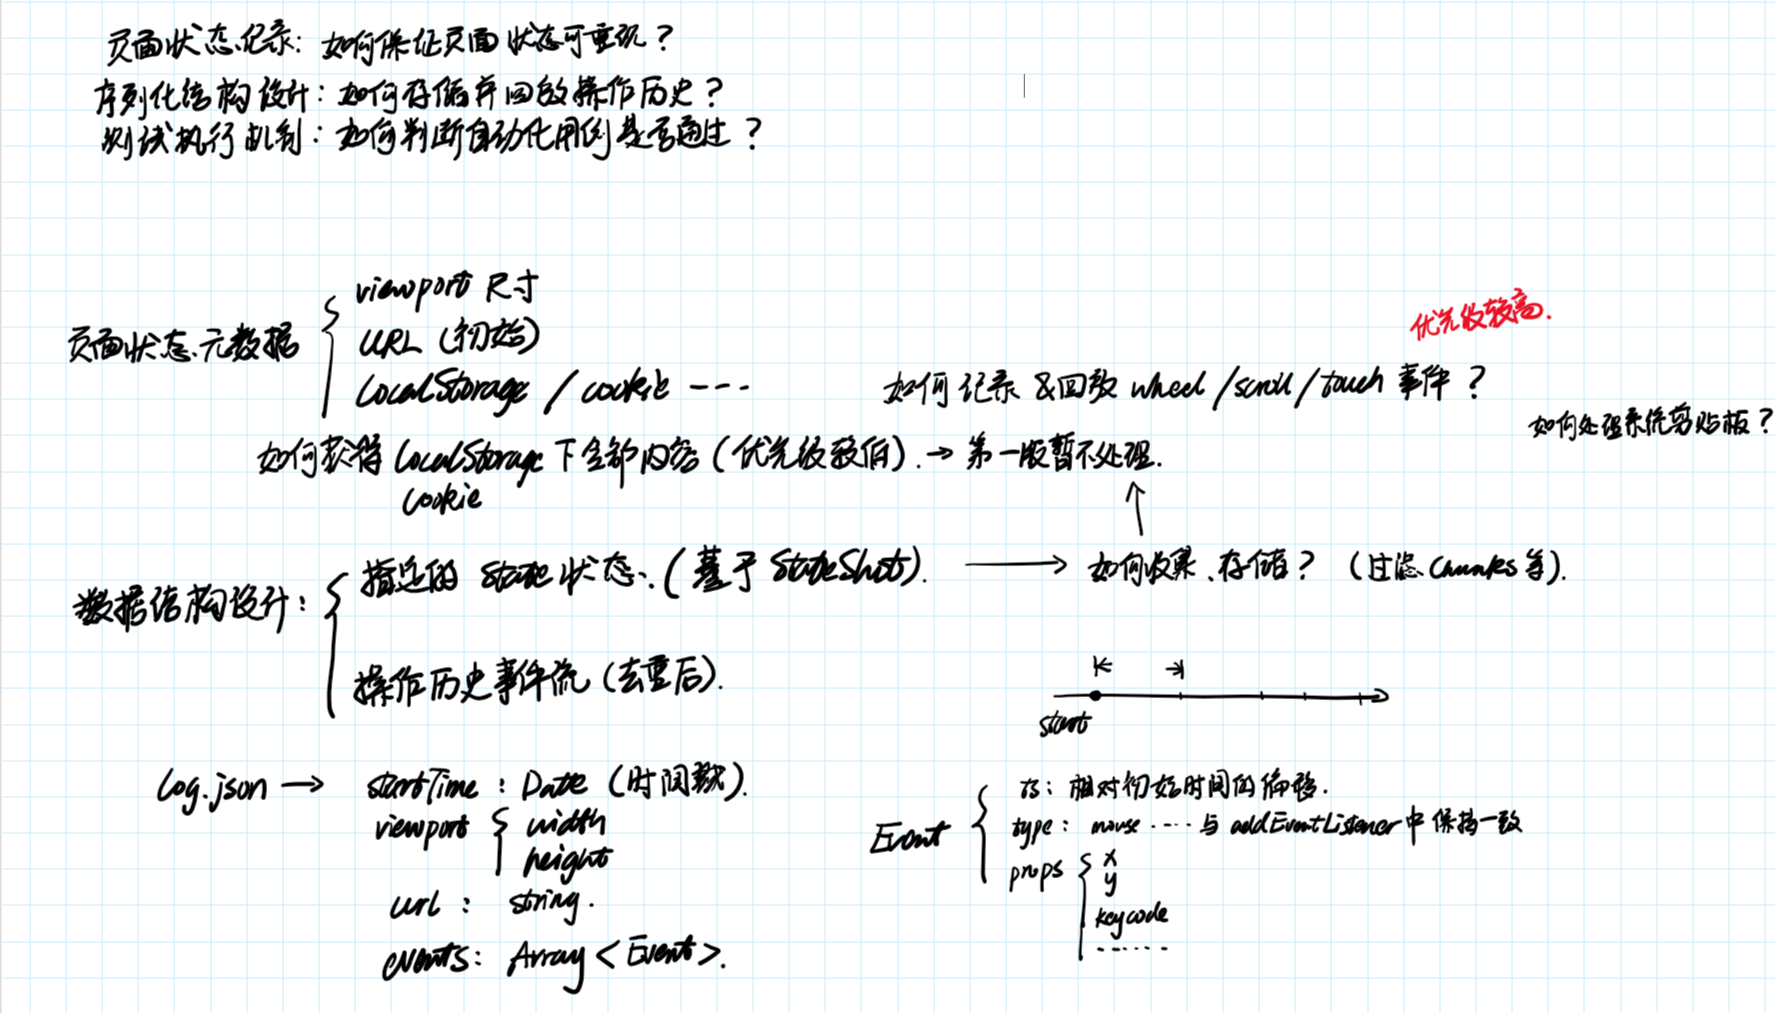 页面状态记录: 如何保证页面状态可重现?
序列化结构设计: 如何存储并回放操作历史?
测试执行机制: 如何判断自动化用例是否通过?
页面状态元数据
viewport 尺寸
URL (初始)
LocalStorage / cookie ----
优先级较高.
如何记录 & 回放 wheel / scroll / touch 事件?
如何处理系统剪贴板?
如何获得 LocalStorage 下全部内容 (优先级较低). → 第一版暂不处理.
cookie
数据结构设计:
指定的 state 状态、(基于 StateShot). → 如何收集、存储? (过滤 Chunks 等).
操作历史事件流 (去重后).
start
log.json →
startTime : Date (时间戳).
viewport
width
height
url : string.
events: Array < Event >.
Event
ts: 相对初始时间的偏移.
type: mouse ..... 与 addEventListener 中保持一致
props
x
y
keycode
......